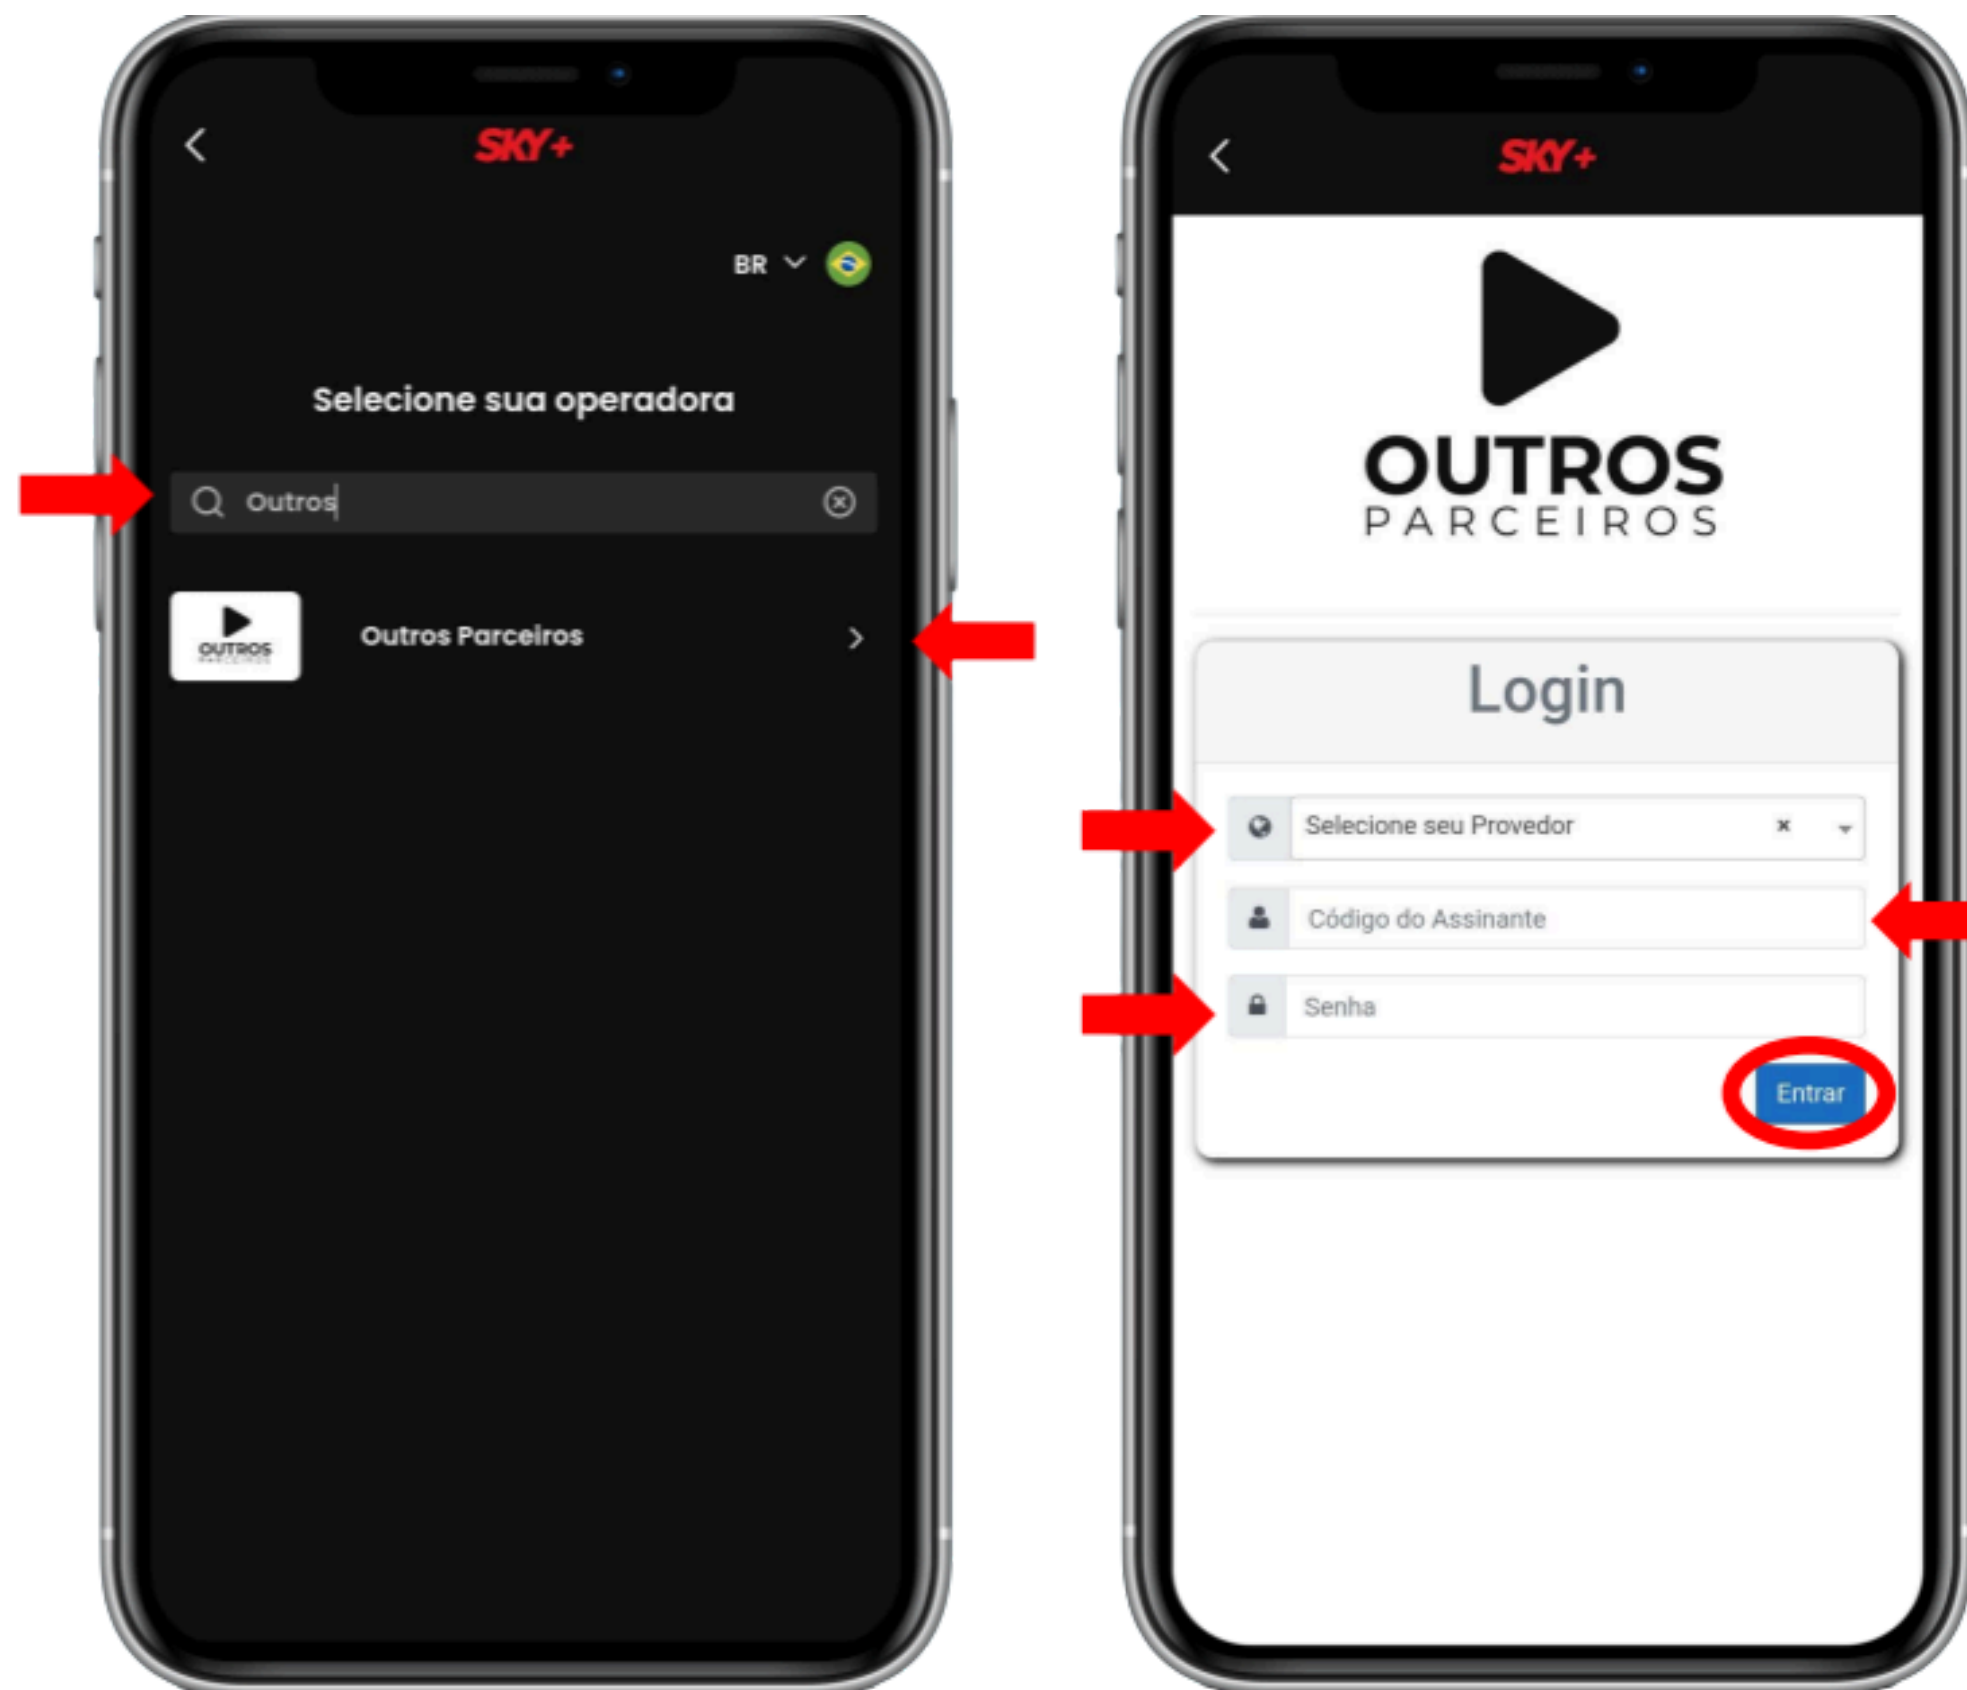 SKY+
BR
Selecione sua operadora
Outros
OUTROS
PARCEIROS
Outros Parceiros
SKY+
OUTROS
PARCEIROS
Login
Selecione seu Provedor
Código do Assinante
Senha
Entrar